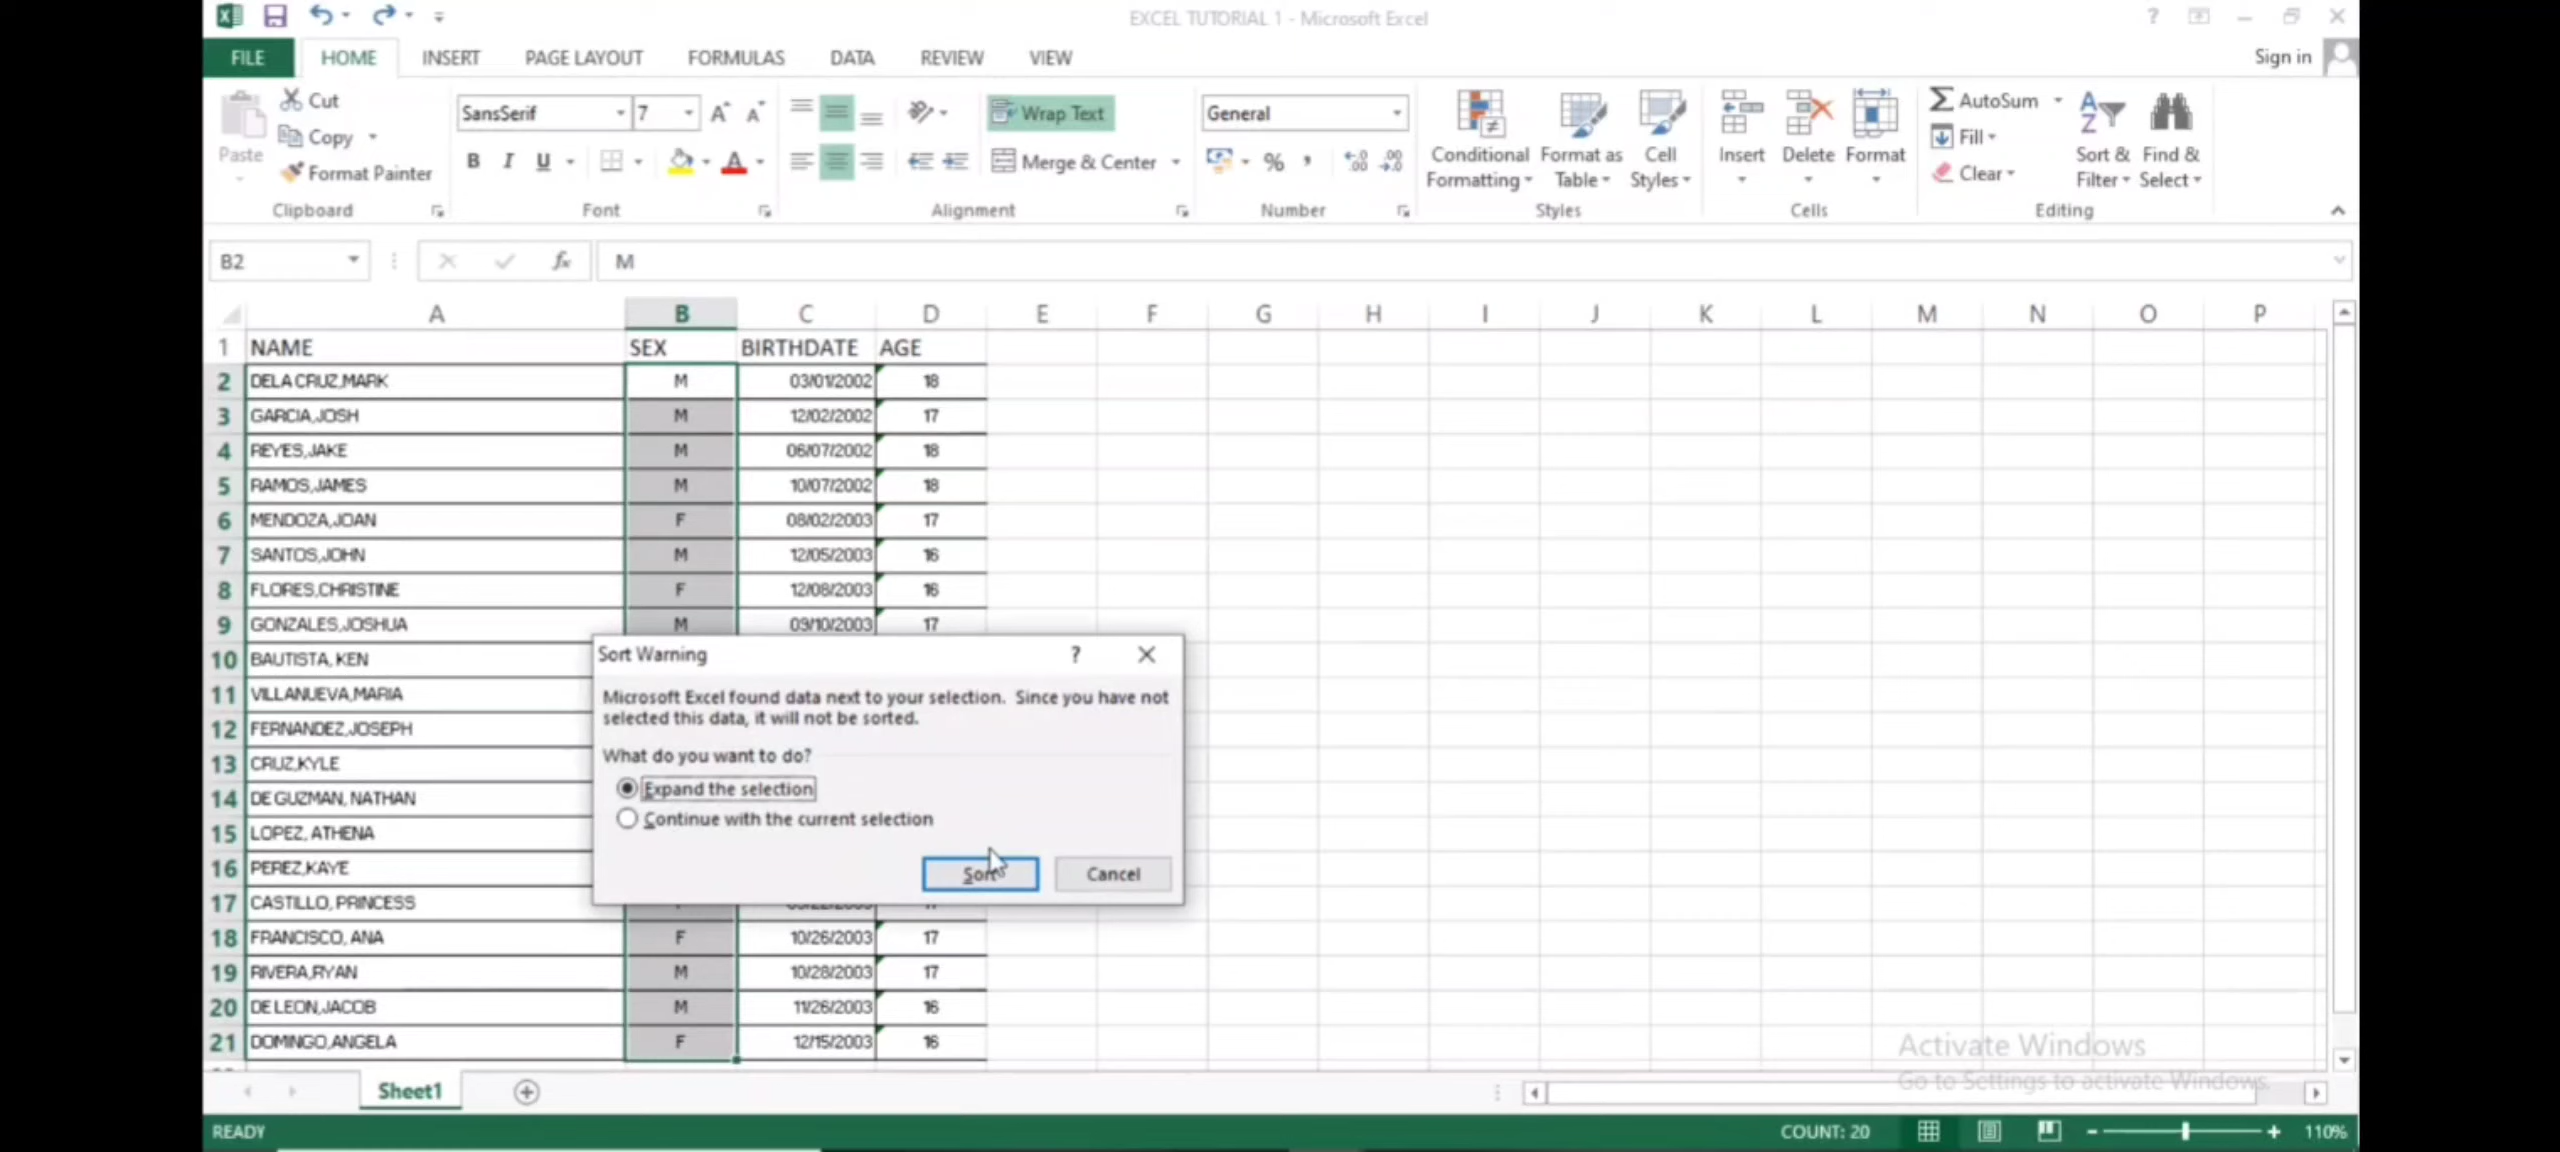 EXCEL TUTORIAL 1 - Microsoft Excel
?
FILE HOME INSERT PAGE LAYOUT FORMULAS DATA REVIEW VIEW
Sign in
Paste
Cut
Copy
Format Painter
Clipboard
SansSerif 7
B I U
Font
Wrap Text
Merge & Center
Alignment
General
%
Number
Conditional Formatting
Format as Table
Cell Styles
Styles
Insert
Delete
Format
Cells
AutoSum
Fill
Clear
Sort & Filter
Find & Select
Editing
B2 fx M
A B C D E F G H I J K L M N O P
1 NAME SEX BIRTHDATE AGE
2 DELA CRUZ,MARK M 03/01/2002 18
3 GARCIA,JOSH M 12/02/2002 17
4 REYES,JAKE M 06/07/2002 18
5 RAMOS,JAMES M 10/07/2002 18
6 MENDOZA,JOAN F 08/02/2003 17
7 SANTOS,JOHN M 12/05/2003 16
8 FLORES,CHRISTINE F 12/08/2003 16
9 GONZALES,JOSHUA M 09/10/2003 17
10 BAUTISTA, KEN
11 VILLANUEVA,MARIA
12 FERNANDEZ,JOSEPH
13 CRUZ,KYLE
14 DE GUZMAN, NATHAN
15 LOPEZ, ATHENA
16 PEREZ,KAYE
17 CASTILLO, PRINCESS
18 FRANCISCO, ANA F 10/26/2003 17
19 RIVERA,RYAN M 10/28/2003 17
20 DE LEON,JACOB M 11/26/2003 16
21 DOMINGO,ANGELA F 12/15/2003 16
Sort Warning ?
Microsoft Excel found data next to your selection. Since you have not
selected this data, it will not be sorted.
What do you want to do?
Expand the selection
Continue with the current selection
Sort Cancel
Activate Windows
Go to Settings to activate Windows.
Sheet1
READY COUNT: 20 110%